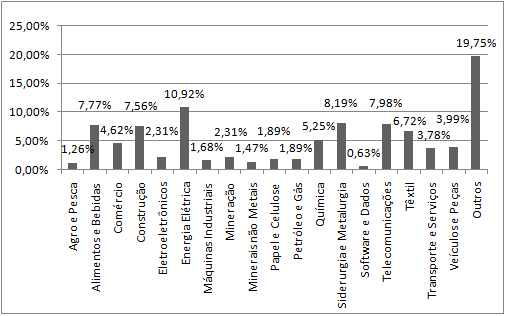 25,00%
20,00%
15,00%
10,00%
5,00%
0,00%
1,26%
7,77%
4,62%
7,56%
2,31%
10,92%
1,68%
2,31%
1,47%
1,89%
1,89%
5,25%
8,19%
0,63%
7,98%
6,72%
3,78%
3,99%
19,75%
Agro e Pesca
Alimentos e Bebidas
Comércio
Construção
Eletroeletrônicos
Energia Elétrica
Máquinas Industriais
Mineração
Minerais não Metais
Papel e Celulose
Petróleo e Gás
Química
Siderurgia e Metalurgia
Software e Dados
Telecomunicações
Têxtil
Transporte e Serviços
Veículos e Peças
Outros